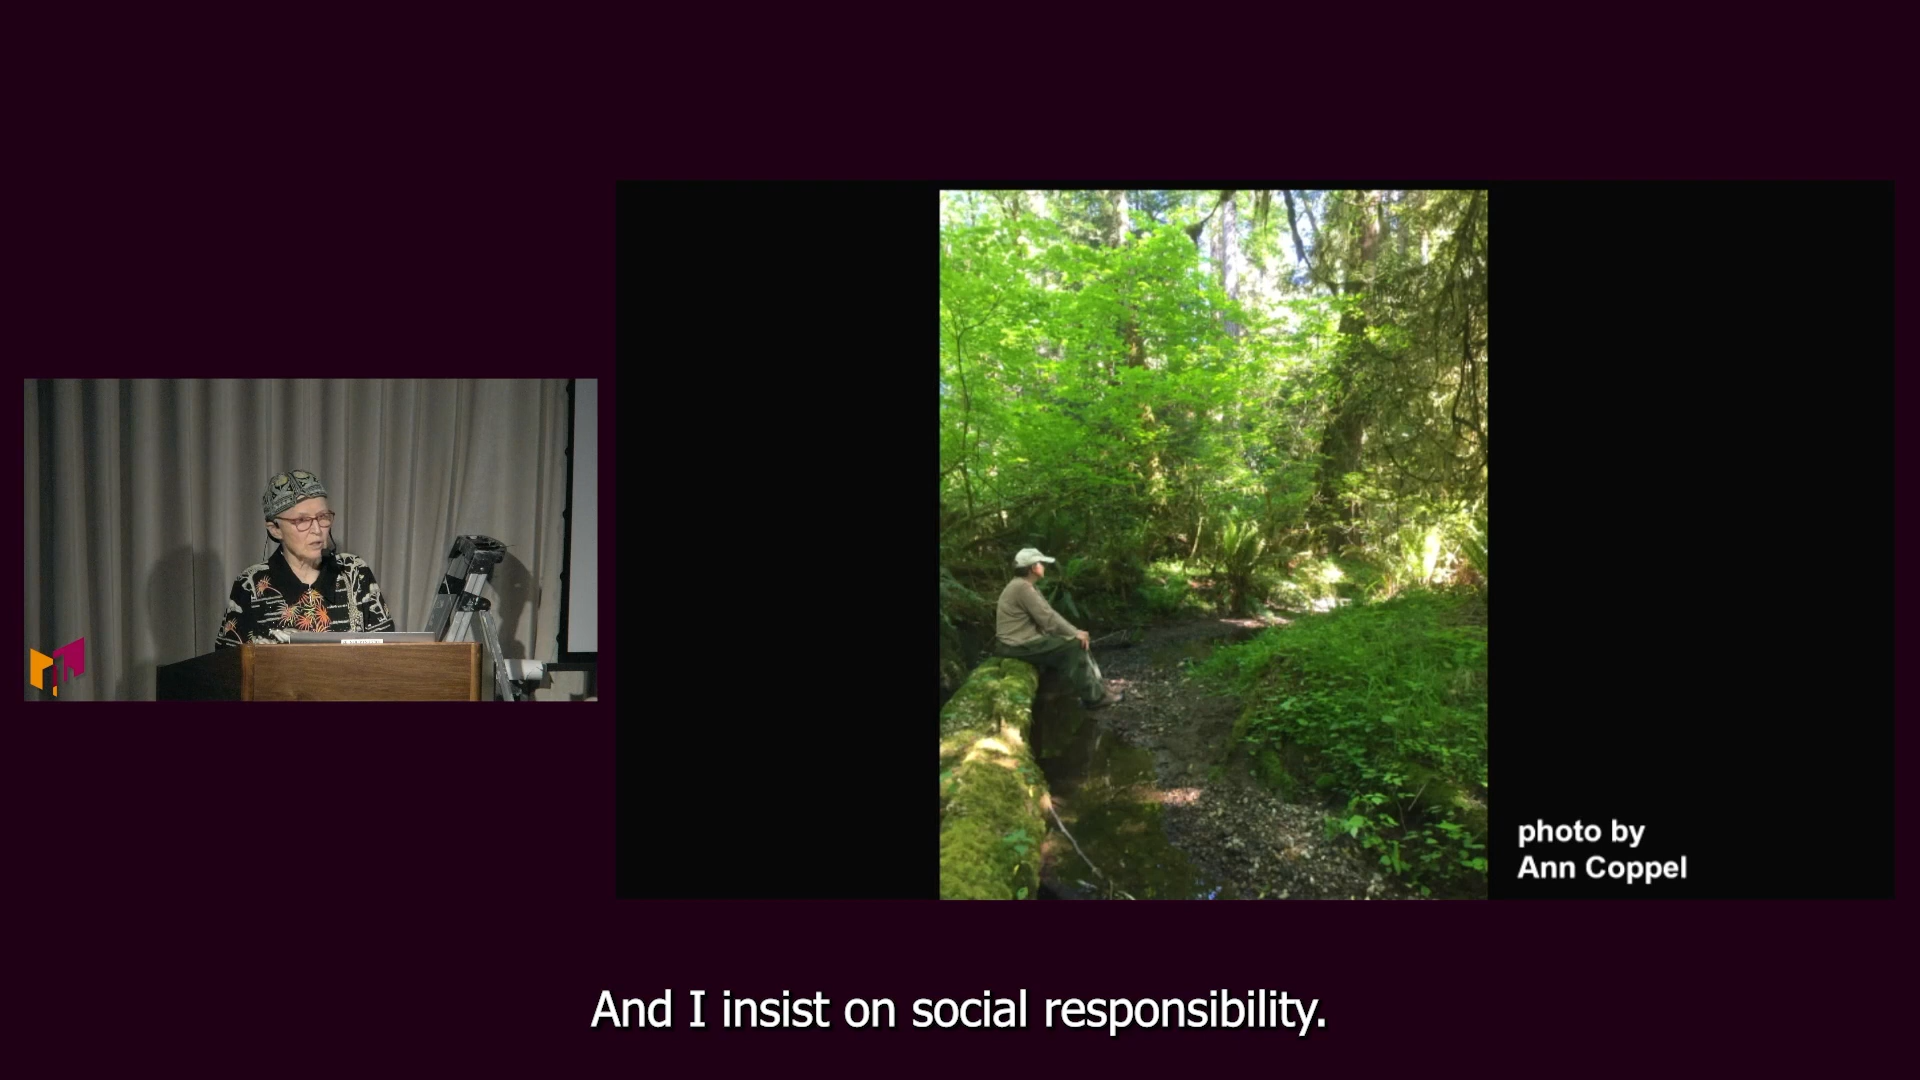 photo by
Ann Coppel
And I insist on social responsibility.